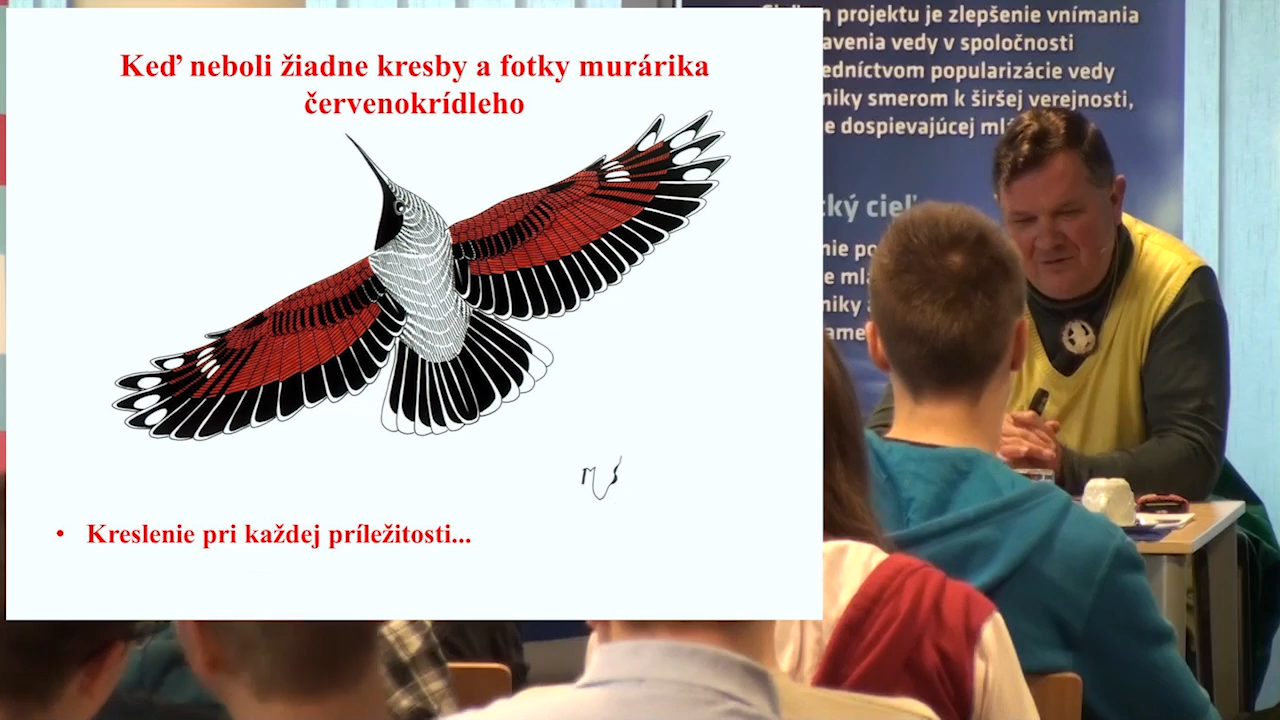 Keď neboli žiadne kresby a fotky murárika
červenokrídleho
• Kreslenie pri každej príležitosti...
projektu je zlepšenie vnímania
vedy v spoločnosti
popularizácie vedy
smerom k širšej verejnosti,
dospievajúcej
cieľ